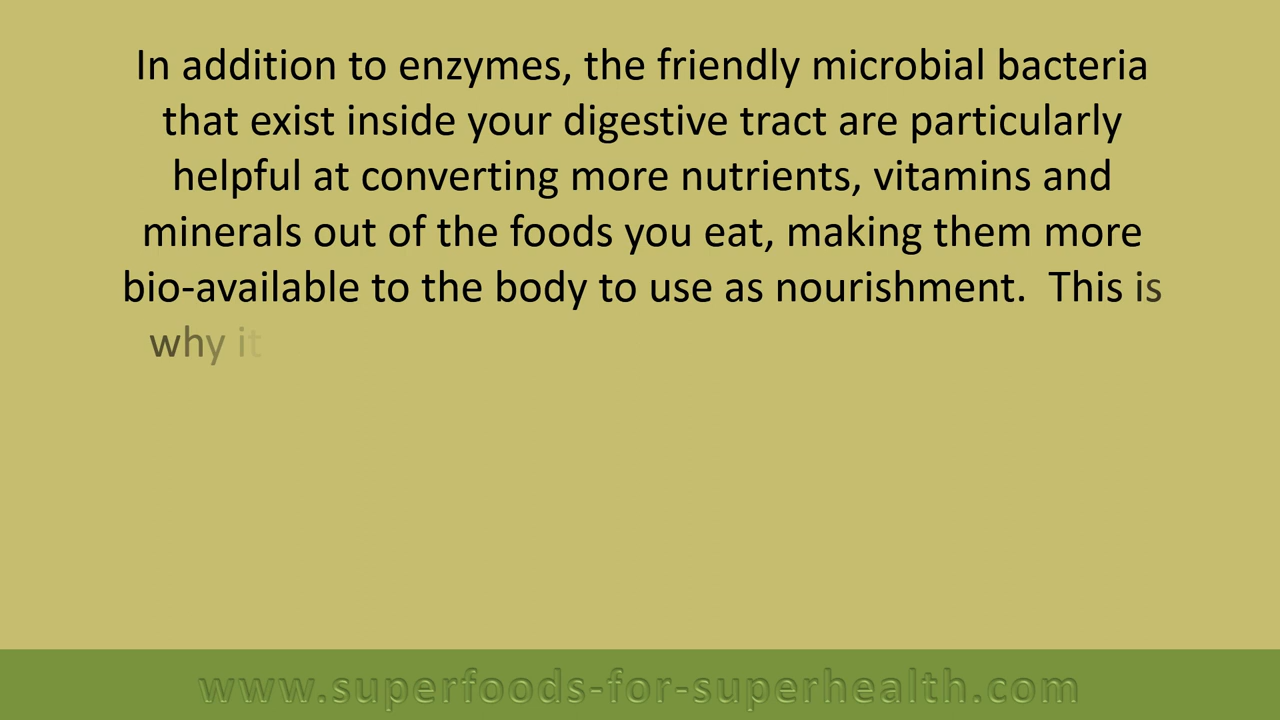 In addition to enzymes, the friendly microbial bacteria
that exist inside your digestive tract are particularly
helpful at converting more nutrients, vitamins and
minerals out of the foods you eat, making them more
bio-available to the body to use as nourishment.  This is
why it
www.superfoods-for-superhealth.com